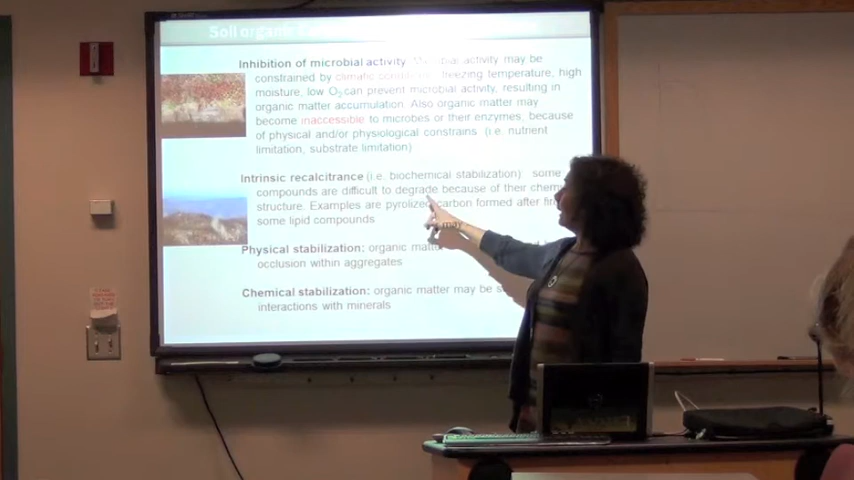 Soil organic
Inhibition of microbial activity: Microbial activity may be
constrained by climatic freezing temperature, high
moisture, low O2 can prevent microbial activity, resulting in
organic matter accumulation. Also organic matter may
become inaccessible to microbes or their enzymes, because
of physical and/or physiological constrains (i.e. nutrient
limitation, substrate limitation)
Intrinsic recalcitrance (i.e. biochemical stabilization) some
compounds are difficult to degrade because of their
structure. Examples are pyrolized carbon formed after
some lipid compounds
Physical stabilization: organic may
occlusion within aggregates
Chemical stabilization: organic matter may be
interactions with minerals